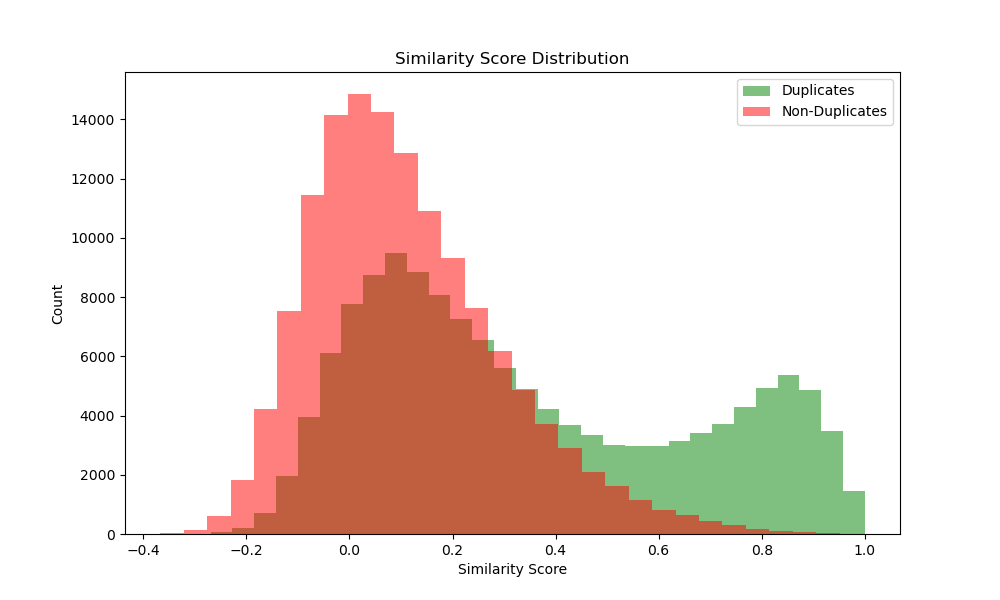 Similarity Score Distribution
Duplicates
Non-Duplicates
Count
14000
12000
10000
8000
6000
4000
2000
0
−0.4 −0.2 0.0 0.2 0.4 0.6 0.8 1.0
Similarity Score